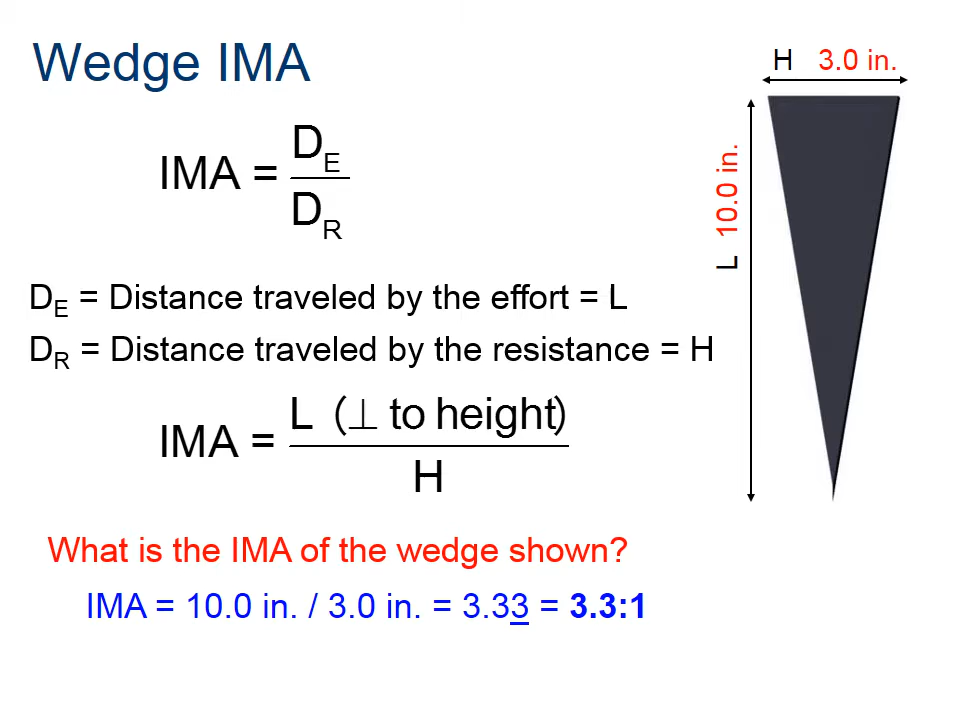 Wedge IMA
H 3.0 in.
IMA = D_E / D_R
L 10.0 in.
D_E = Distance traveled by the effort = L
D_R = Distance traveled by the resistance = H
IMA = L (⊥ to height) / H
What is the IMA of the wedge shown?
IMA = 10.0 in. / 3.0 in. = 3.33 = 3.3:1